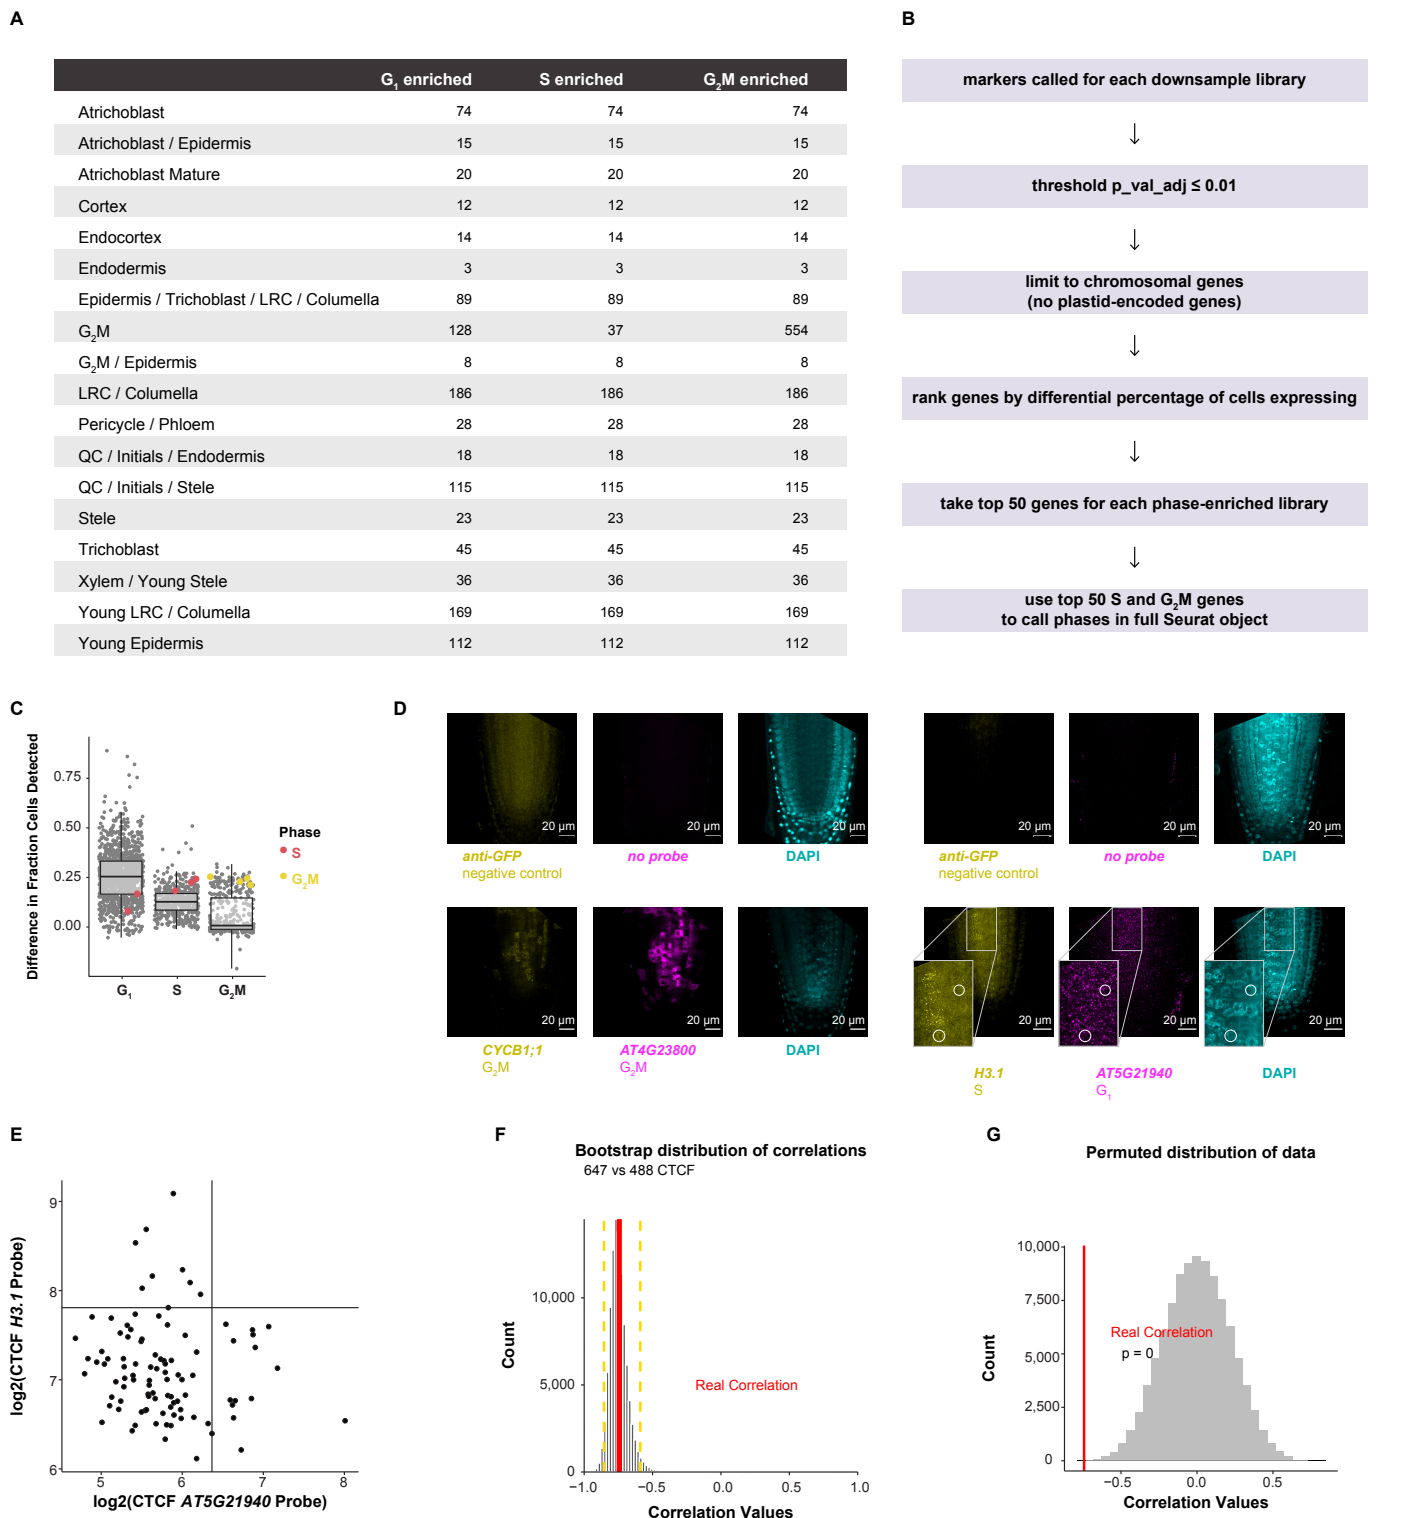 A
G1 enriched S enriched G2M enriched
Atrichoblast 74 74 74
Atrichoblast / Epidermis 15 15 15
Atrichoblast Mature 20 20 20
Cortex 12 12 12
Endocortex 14 14 14
Endodermis 3 3 3
Epidermis / Trichoblast / LRC / Columella 89 89 89
G2M 128 37 554
G2M / Epidermis 8 8 8
LRC / Columella 186 186 186
Pericycle / Phloem 28 28 28
QC / Initials / Endodermis 18 18 18
QC / Initials / Stele 115 115 115
Stele 23 23 23
Trichoblast 45 45 45
Xylem / Young Stele 36 36 36
Young LRC / Columella 169 169 169
Young Epidermis 112 112 112
B
markers called for each downsample library
↓
threshold p_val_adj ≤ 0.01
↓
limit to chromosomal genes
(no plastid-encoded genes)
↓
rank genes by differential percentage of cells expressing
↓
take top 50 genes for each phase-enriched library
↓
use top 50 S and G2M genes
to call phases in full Seurat object
C
Difference in Fraction Cells Detected
0.75
0.50
0.25
0.00
G1 S G2M
Phase
S
G2M
D
20 µm 20 µm 20 µm
anti-GFP no probe DAPI
negative control
20 µm 20 µm 20 µm
CYCB1;1 AT4G23800 DAPI
G2M G2M
20 µm 20 µm 20 µm
anti-GFP no probe DAPI
negative control
20 µm 20 µm 20 µm
H3.1 AT5G21940 DAPI
S G1
E
log2(CTCF H3.1 Probe)
9
8
7
6
5 6 7 8
log2(CTCF AT5G21940 Probe)
F
Bootstrap distribution of correlations
647 vs 488 CTCF
Count
10,000
5,000
0
Real Correlation
−1.0 −0.5 0.0 0.5 1.0
Correlation Values
G
Permuted distribution of data
Count
10,000
7,500
5,000
2,500
0
Real Correlation
p = 0
−0.5 0.0 0.5
Correlation Values